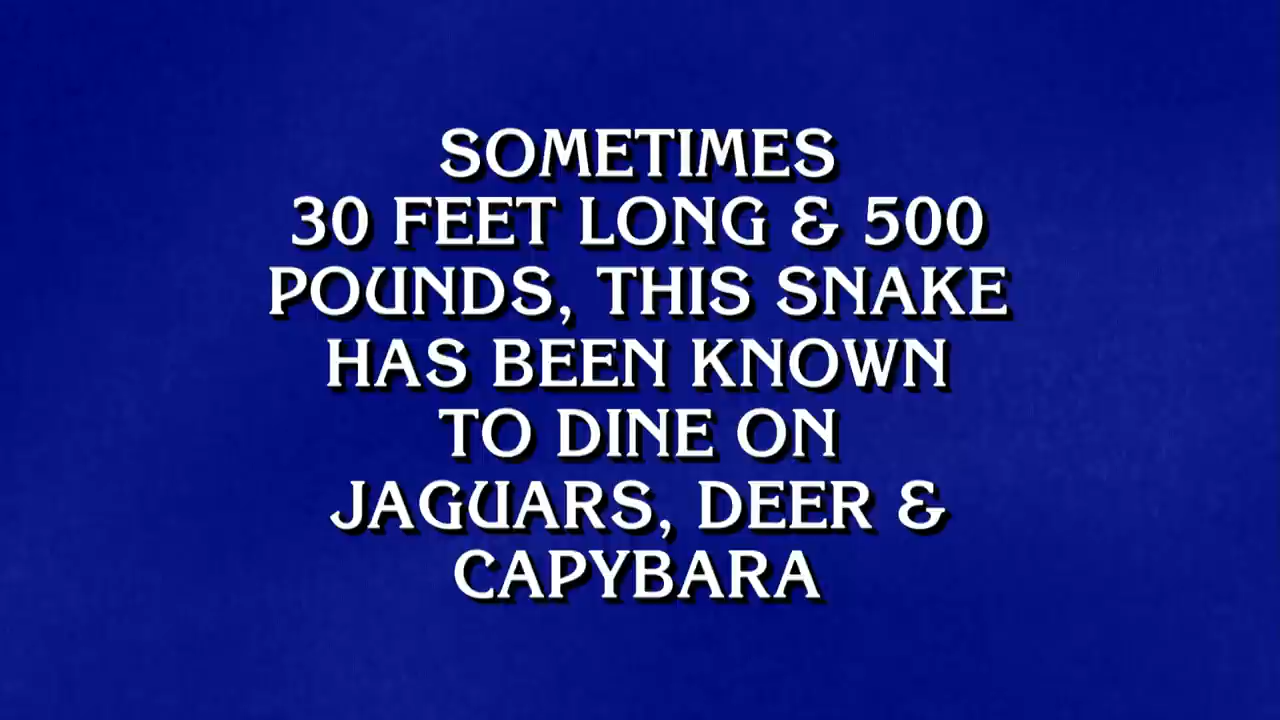 SOMETIMES
30 FEET LONG & 500
POUNDS, THIS SNAKE
HAS BEEN KNOWN
TO DINE ON
JAGUARS, DEER &
CAPYBARA